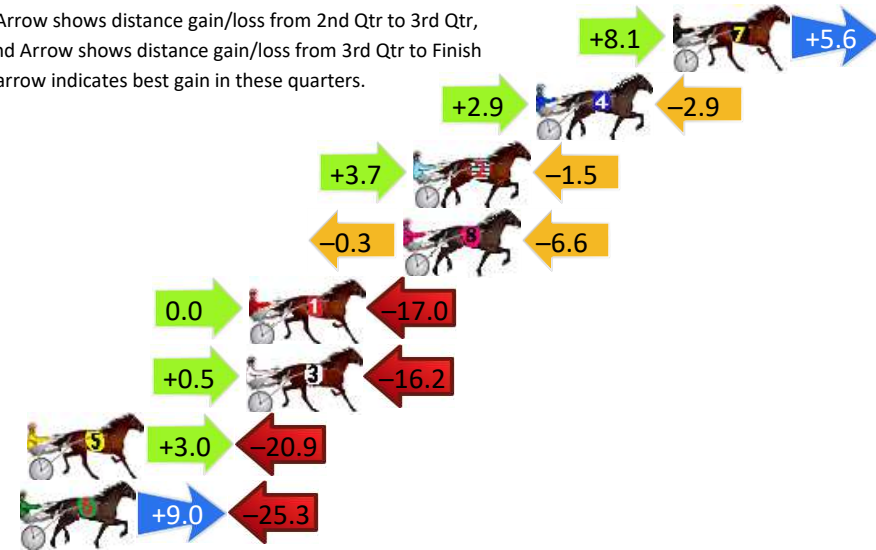 Arrow shows distance gain/loss from 2nd Qtr to 3rd Qtr,
nd Arrow shows distance gain/loss from 3rd Qtr to Finish
arrow indicates best gain in these quarters.
+8.1 7 +5.6
+2.9 4 –2.9
+3.7 2 –1.5
–0.3 8 –6.6
0.0 1 –17.0
+0.5 3 –16.2
5 +3.0 –20.9
6 +9.0 –25.3